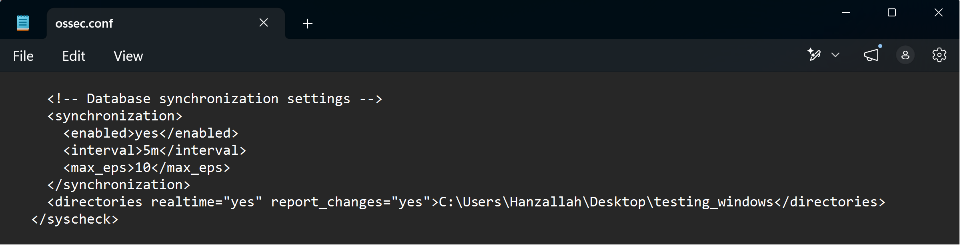 ossec.conf
File Edit View
<!-- Database synchronization settings -->
<synchronization>
<enabled>yes</enabled>
<interval>5m</interval>
<max_eps>10</max_eps>
</synchronization>
<directories realtime="yes" report_changes="yes">C:\Users\Hanzallah\Desktop\testing_windows</directories>
</syscheck>